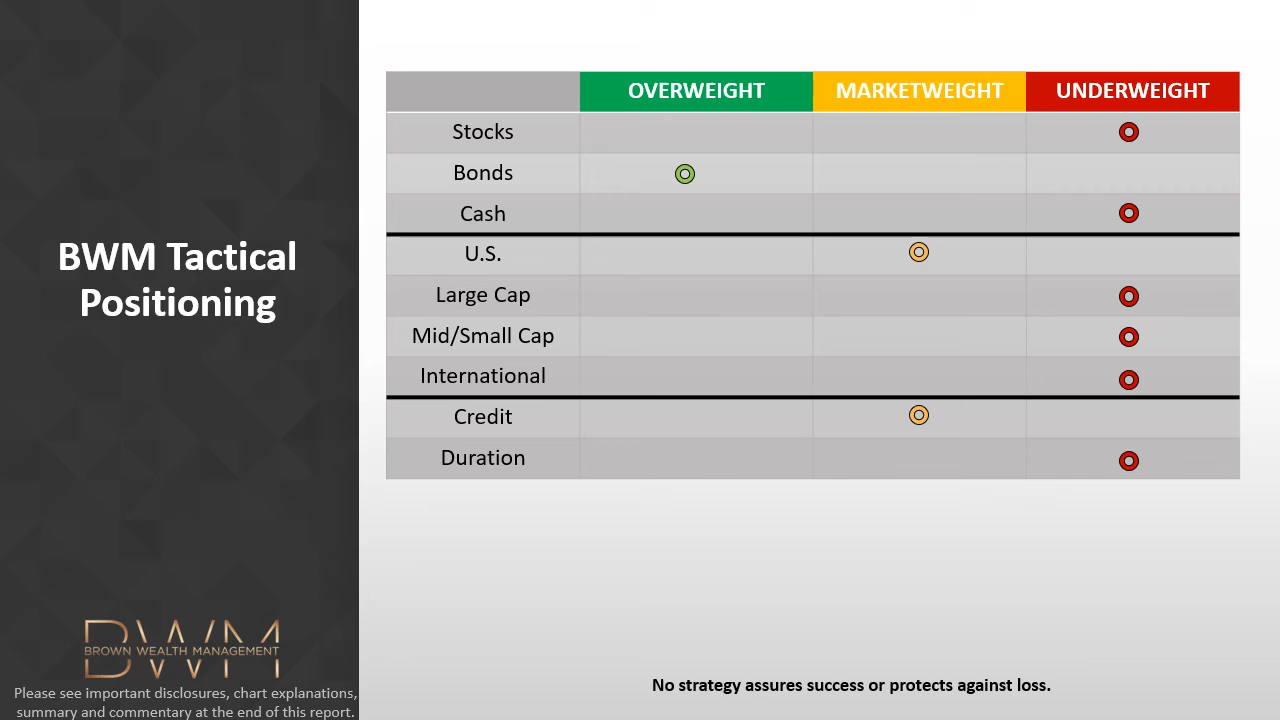 BWM Tactical
Positioning
OVERWEIGHT MARKETWEIGHT UNDERWEIGHT
Stocks
Bonds
Cash
U.S.
Large Cap
Mid/Small Cap
International
Credit
Duration
BWM
BROWN WEALTH MANAGEMENT
Please see important disclosures, chart explanations,
summary and commentary at the end of this report.
No strategy assures success or protects against loss.